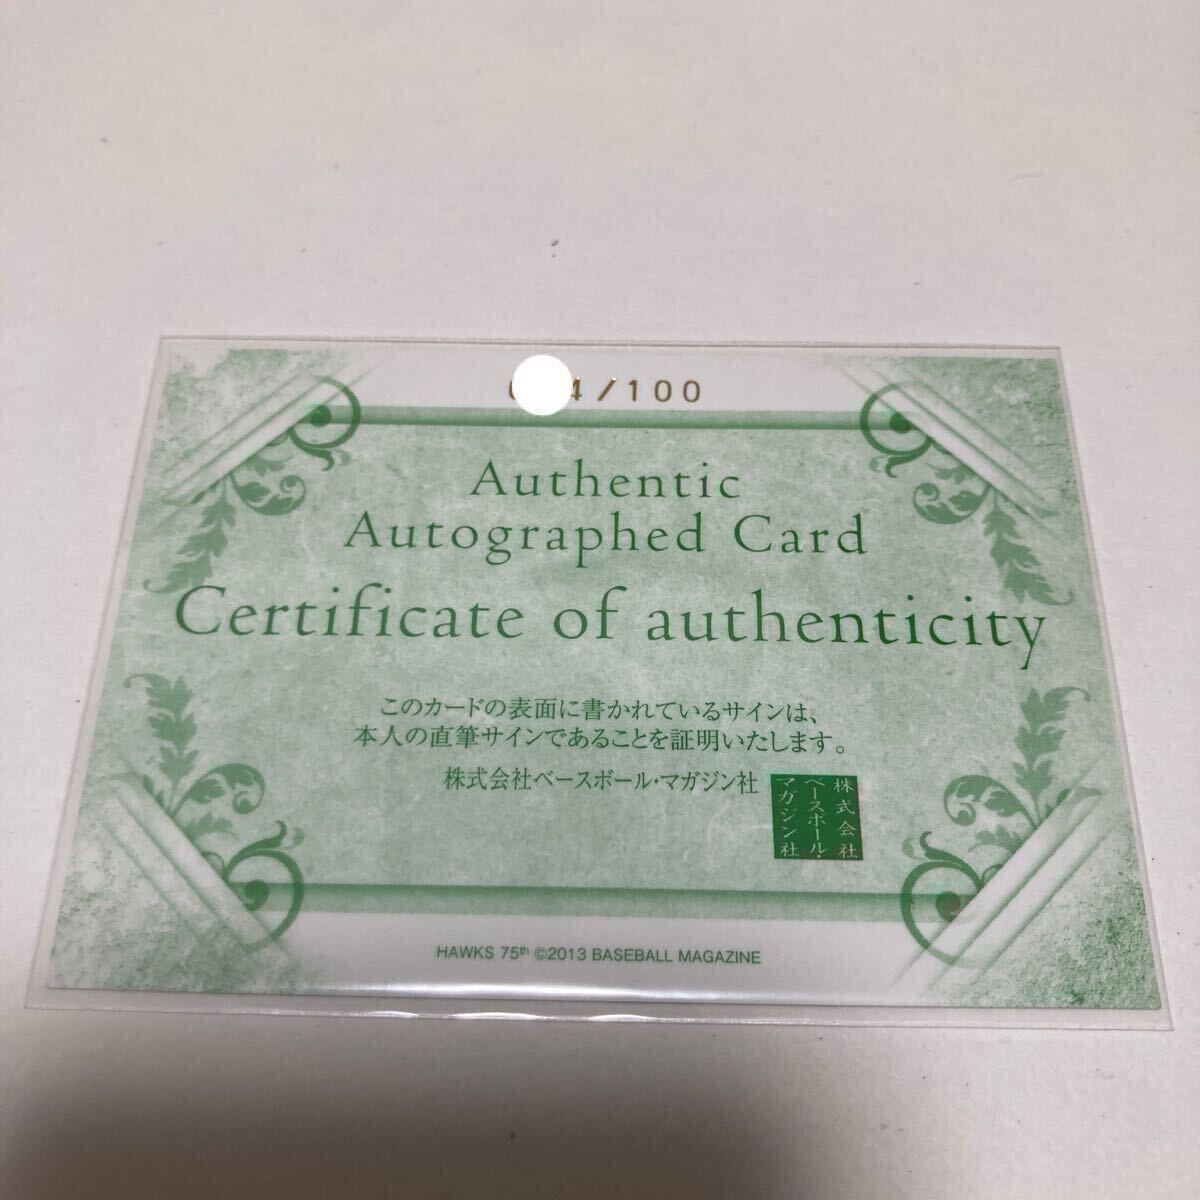 4/100
Authentic
Autographed Card
Certificate of authenticity
このカードの表面に書かれているサインは、
本人の直筆サインであることを証明いたします。
株式会社ベースボール・マガジン社
株式会社
ベースボール・
マガジン社
HAWKS 75th ©2013 BASEBALL MAGAZINE